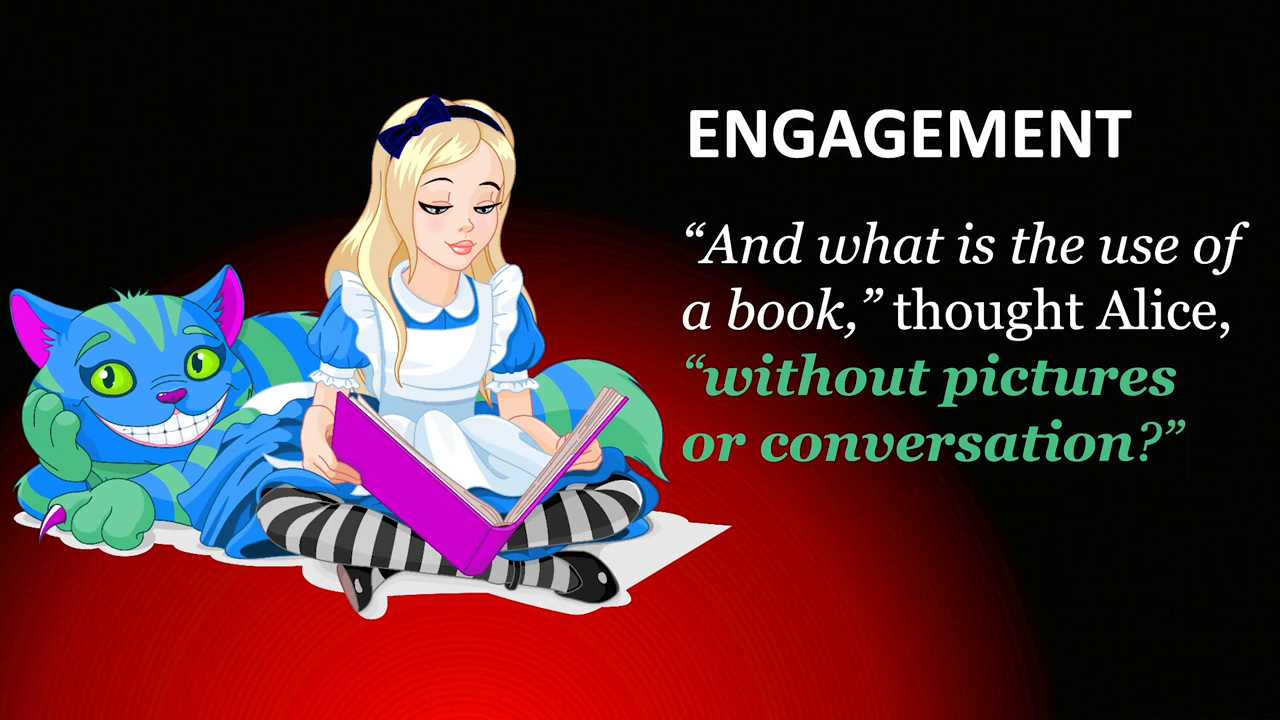 ENGAGEMENT
“And what is the use of
a book,” thought Alice,
“without pictures
or conversation?”